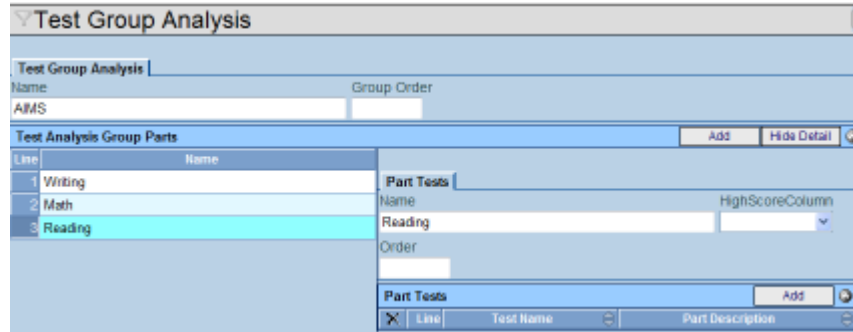 Test Group Analysis
Test Group Analysis
Name Group Order
AIMS
Test Analysis Group Parts Add Hide Detail
Line Name
1 Writing
2 Math
3 Reading
Part Tests
Name HighScoreColumn
Reading
Order
Part Tests Add
X Line Test Name Part Description